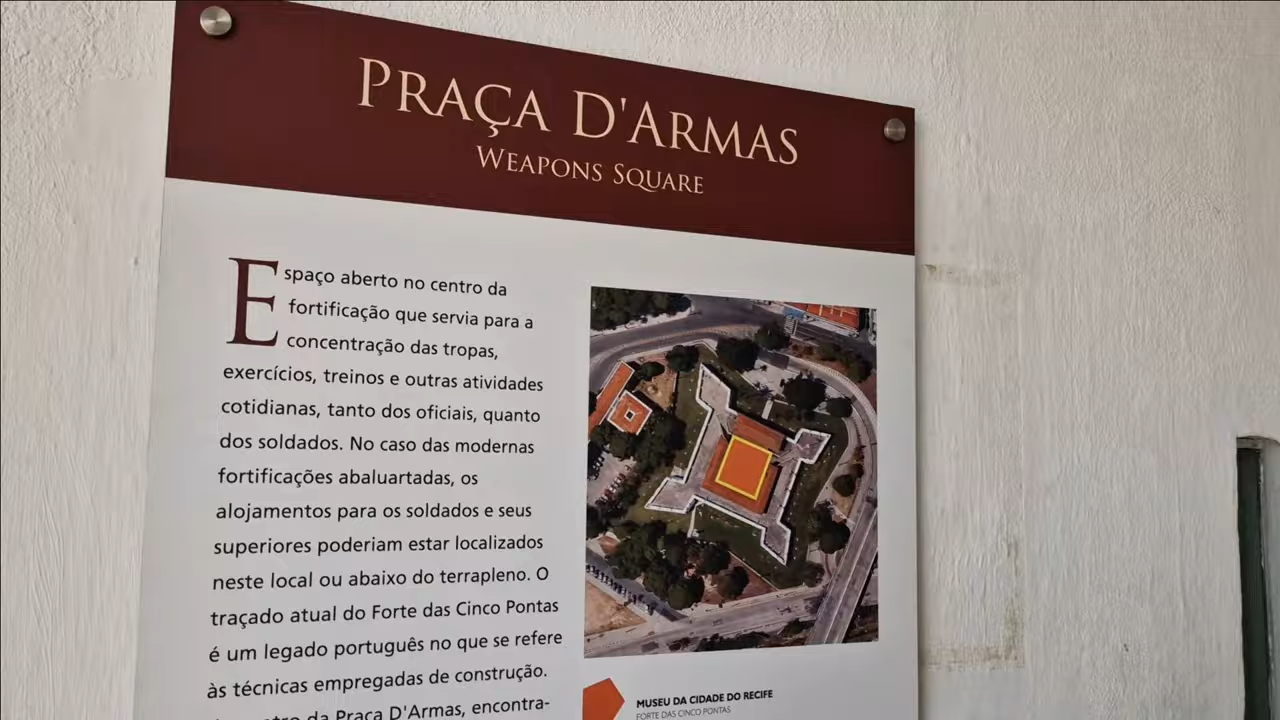 PRAÇA D'ARMAS
WEAPONS SQUARE
Espaço aberto no centro da
fortificação que servia para a
concentração das tropas,
exercícios, treinos e outras atividades
cotidianas, tanto dos oficiais, quanto
dos soldados. No caso das modernas
fortificações abaluartadas, os
alojamentos para os soldados e seus
superiores poderiam estar localizados
neste local ou abaixo do terrapleno. O
traçado atual do Forte das Cinco Pontas
é um legado português no que se refere
às técnicas empregadas de construção.
da Praça D'Armas, encontra-
MUSEU DA CIDADE DO RECIFE
FORTE DAS CINCO PONTAS